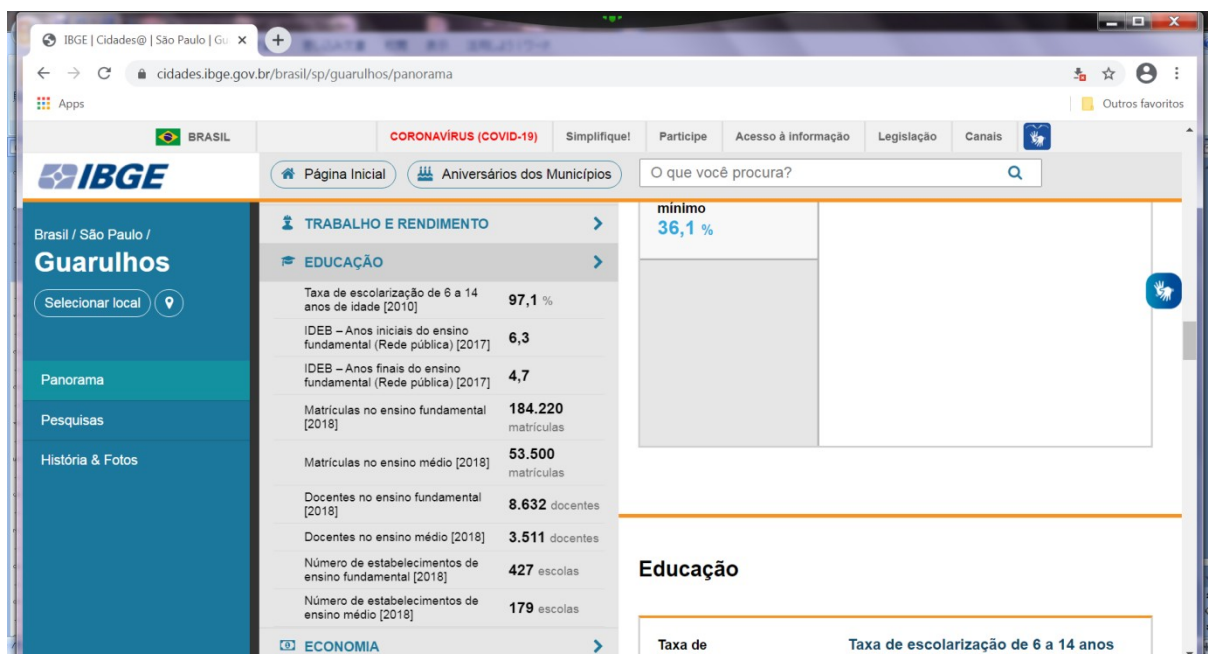 IBGE | Cidades@ | São Paulo | Gu
cidades.ibge.gov.br/brasil/sp/guarulhos/panorama
Apps
Outros favoritos
BRASIL
CORONAVÍRUS (COVID-19)
Simplifique!
Participe
Acesso à informação
Legislação
Canais
IBGE
Página Inicial
Aniversários dos Municípios
O que você procura?
Brasil / São Paulo /
Guarulhos
Selecionar local
Panorama
Pesquisas
História & Fotos
TRABALHO E RENDIMENTO
EDUCAÇÃO
Taxa de escolarização de 6 a 14
anos de idade [2010]
97,1 %
IDEB – Anos iniciais do ensino
fundamental (Rede pública) [2017]
6,3
IDEB – Anos finais do ensino
fundamental (Rede pública) [2017]
4,7
Matrículas no ensino fundamental
[2018]
184.220
matrículas
Matrículas no ensino médio [2018]
53.500
matrículas
Docentes no ensino fundamental
[2018]
8.632 docentes
Docentes no ensino médio [2018]
3.511 docentes
Número de estabelecimentos de
ensino fundamental [2018]
427 escolas
Número de estabelecimentos de
ensino médio [2018]
179 escolas
ECONOMIA
mínimo
36,1 %
Educação
Taxa de
Taxa de escolarização de 6 a 14 anos